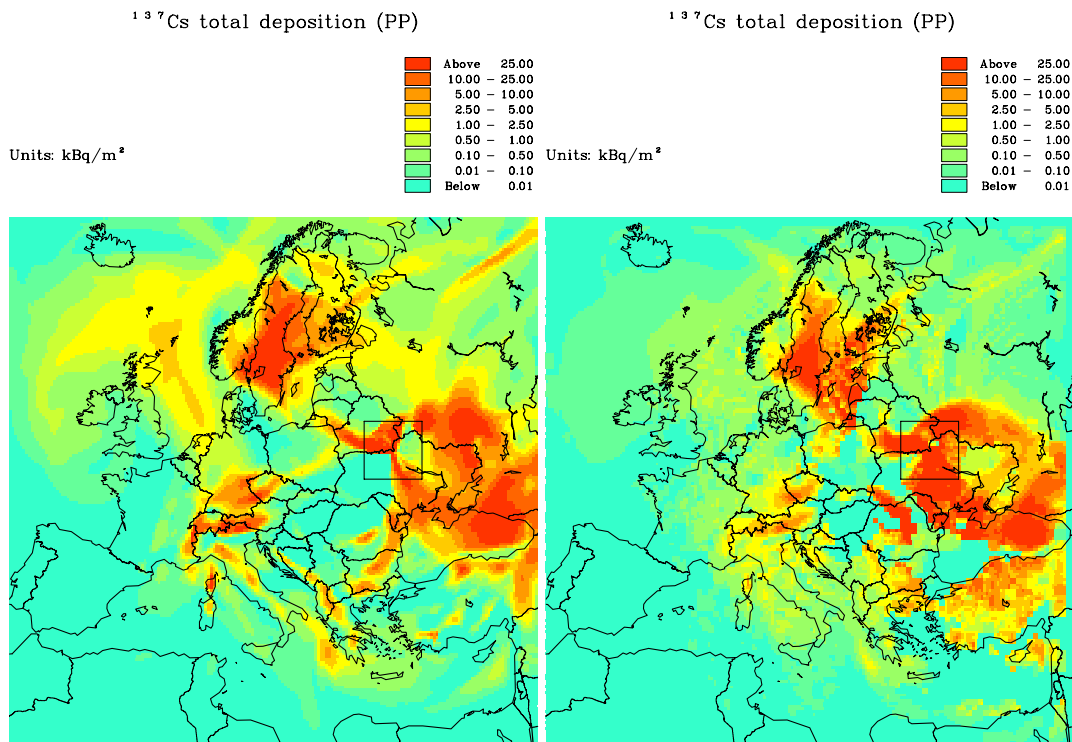 ¹³⁷Cs total deposition (PP)
Above 25.00
10.00 – 25.00
5.00 – 10.00
2.50 – 5.00
1.00 – 2.50
0.50 – 1.00
0.10 – 0.50
0.01 – 0.10
Below 0.01
Units: kBq/m²
¹³⁷Cs total deposition (PP)
Above 25.00
10.00 – 25.00
5.00 – 10.00
2.50 – 5.00
1.00 – 2.50
0.50 – 1.00
0.10 – 0.50
0.01 – 0.10
Below 0.01
Units: kBq/m²